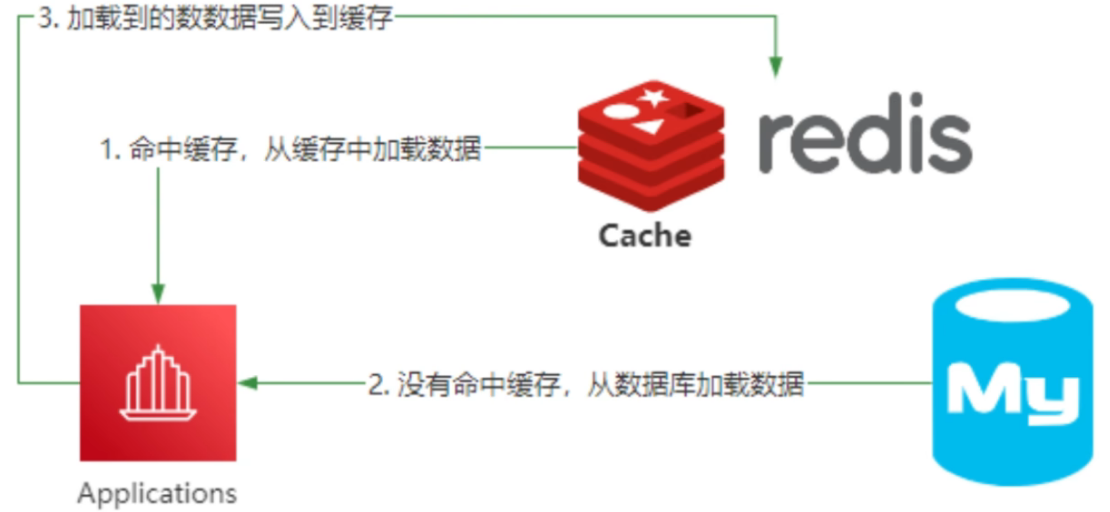 3. 加载到的数数据写入到缓存
1. 命中缓存，从缓存中加载数据
redis
Cache
2. 没有命中缓存，从数据库加载数据
My
Applications